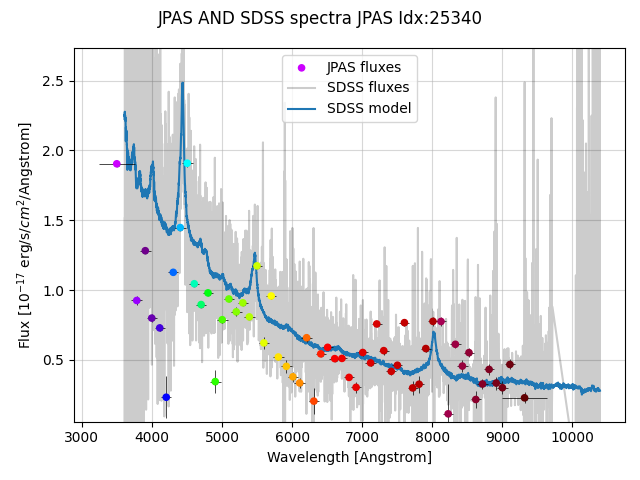 JPAS AND SDSS spectra JPAS Idx:25340
JPAS fluxes
SDSS fluxes
SDSS model
Flux [10⁻¹⁷ erg/s/cm²/Angstrom]
2.5
2.0
1.5
1.0
0.5
3000 4000 5000 6000 7000 8000 9000 10000
Wavelength [Angstrom]